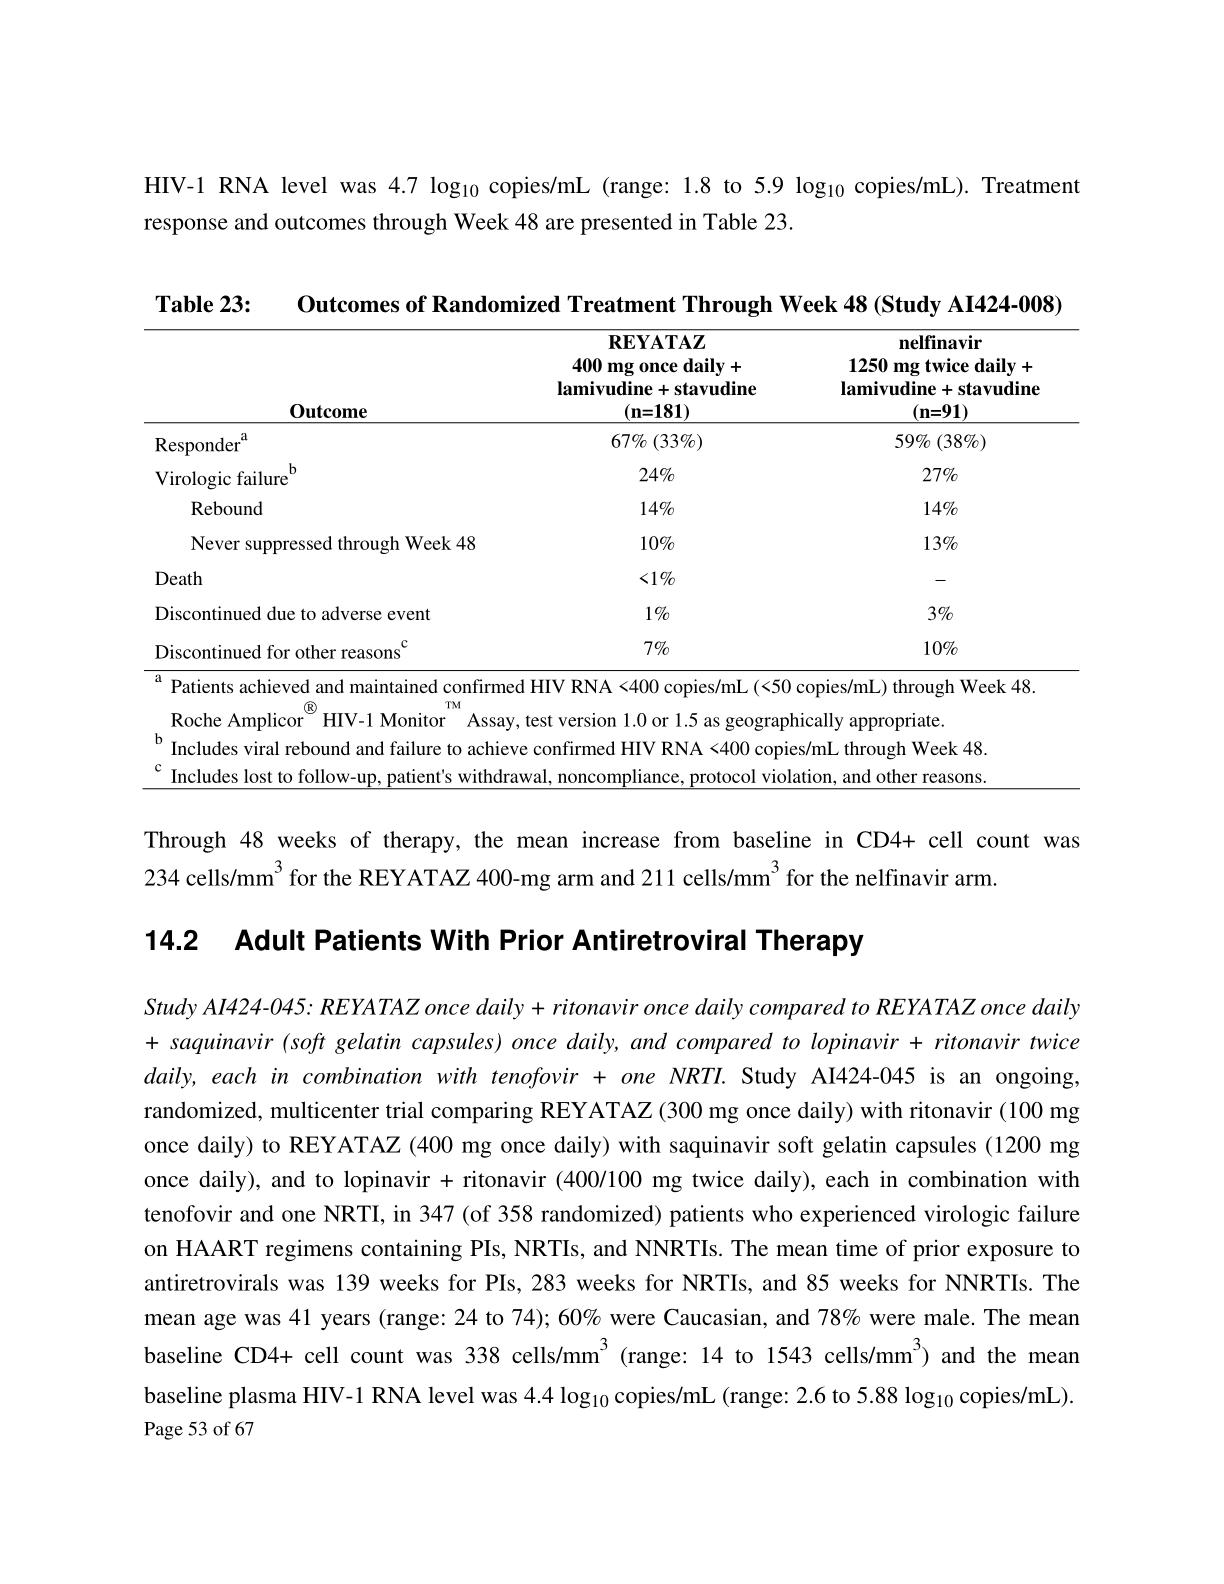 HIV-1 RNA level was 4.7 log10 copies/mL (range: 1.8 to 5.9 log10 copies/mL). Treatment
response and outcomes through Week 48 are presented in Table 23.
Table 23: Outcomes of Randomized Treatment Through Week 48 (Study AI424-008)
REYATAZ nelfinavir
400 mg once daily + 1250 mg twice daily +
lamivudine + stavudine lamivudine + stavudine
Outcome (n=181) (n=91)
Responder^a 67% (33%) 59% (38%)
Virologic failure^b 24% 27%
Rebound 14% 14%
Never suppressed through Week 48 10% 13%
Death <1% –
Discontinued due to adverse event 1% 3%
Discontinued for other reasons^c 7% 10%
a Patients achieved and maintained confirmed HIV RNA <400 copies/mL (<50 copies/mL) through Week 48.
Roche Amplicor® HIV-1 Monitor™ Assay, test version 1.0 or 1.5 as geographically appropriate.
b Includes viral rebound and failure to achieve confirmed HIV RNA <400 copies/mL through Week 48.
c Includes lost to follow-up, patient's withdrawal, noncompliance, protocol violation, and other reasons.
Through 48 weeks of therapy, the mean increase from baseline in CD4+ cell count was
234 cells/mm³ for the REYATAZ 400-mg arm and 211 cells/mm³ for the nelfinavir arm.
14.2 Adult Patients With Prior Antiretroviral Therapy
Study AI424-045: REYATAZ once daily + ritonavir once daily compared to REYATAZ once daily
+ saquinavir (soft gelatin capsules) once daily, and compared to lopinavir + ritonavir twice
daily, each in combination with tenofovir + one NRTI. Study AI424-045 is an ongoing,
randomized, multicenter trial comparing REYATAZ (300 mg once daily) with ritonavir (100 mg
once daily) to REYATAZ (400 mg once daily) with saquinavir soft gelatin capsules (1200 mg
once daily), and to lopinavir + ritonavir (400/100 mg twice daily), each in combination with
tenofovir and one NRTI, in 347 (of 358 randomized) patients who experienced virologic failure
on HAART regimens containing PIs, NRTIs, and NNRTIs. The mean time of prior exposure to
antiretrovirals was 139 weeks for PIs, 283 weeks for NRTIs, and 85 weeks for NNRTIs. The
mean age was 41 years (range: 24 to 74); 60% were Caucasian, and 78% were male. The mean
baseline CD4+ cell count was 338 cells/mm³ (range: 14 to 1543 cells/mm³) and the mean
baseline plasma HIV-1 RNA level was 4.4 log10 copies/mL (range: 2.6 to 5.88 log10 copies/mL).
Page 53 of 67